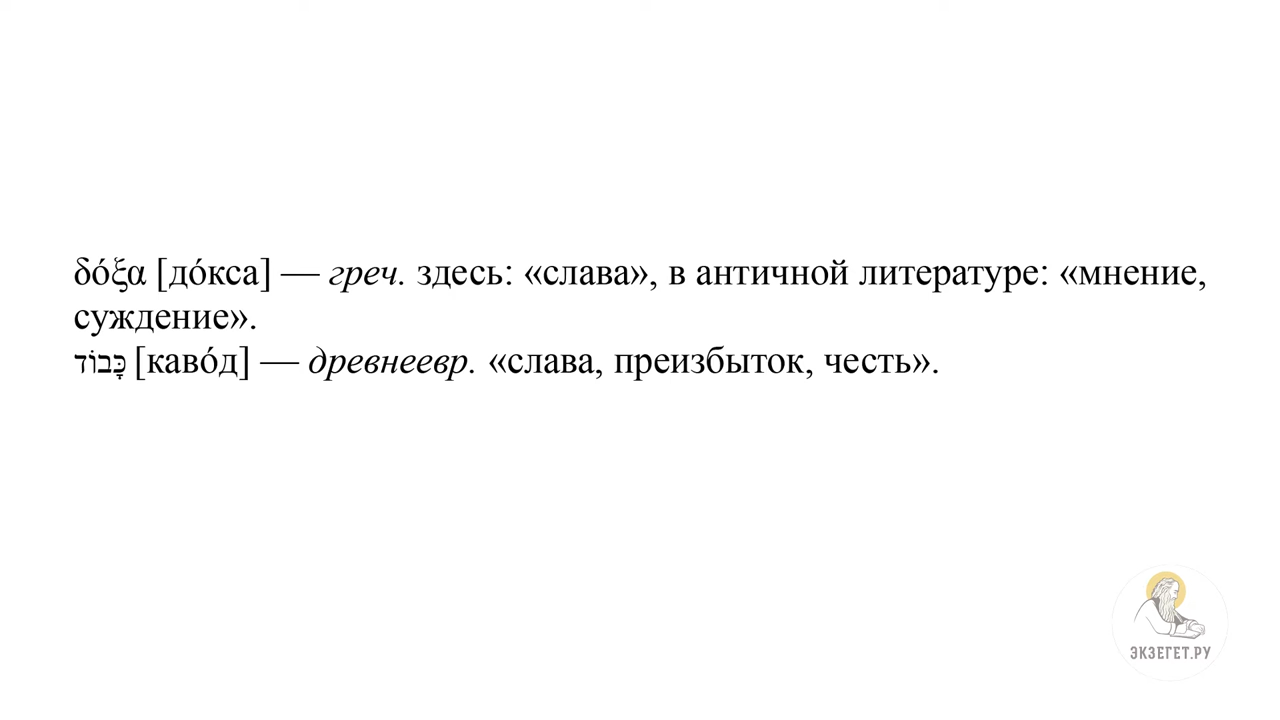 δόξα [до́кса] — греч. здесь: «слава», в античной литературе: «мнение,
суждение».
כָּבוֹד [каво́д] — древнеевр. «слава, преизбыток, честь».
ЭКЗЕГЕТ.РУ